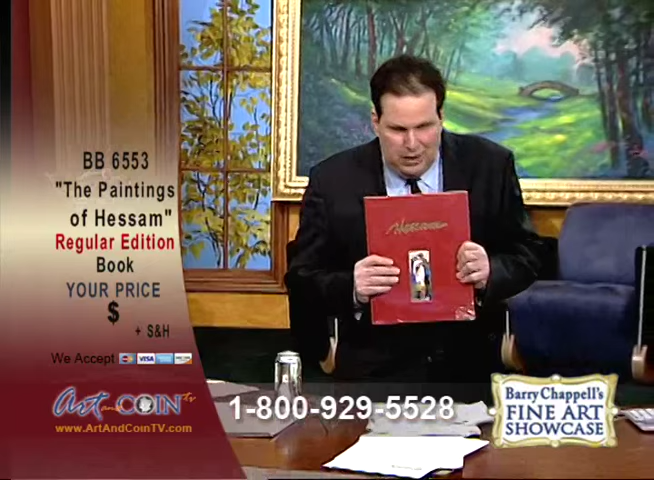 BB 6553
"The Paintings
of Hessam"
Regular Edition
Book
YOUR PRICE
$
+ S&H
We Accept
VISA
Art and COIN tv
www.ArtAndCoinTV.com
1-800-929-5528
Barry Chappell's
FINE ART
SHOWCASE